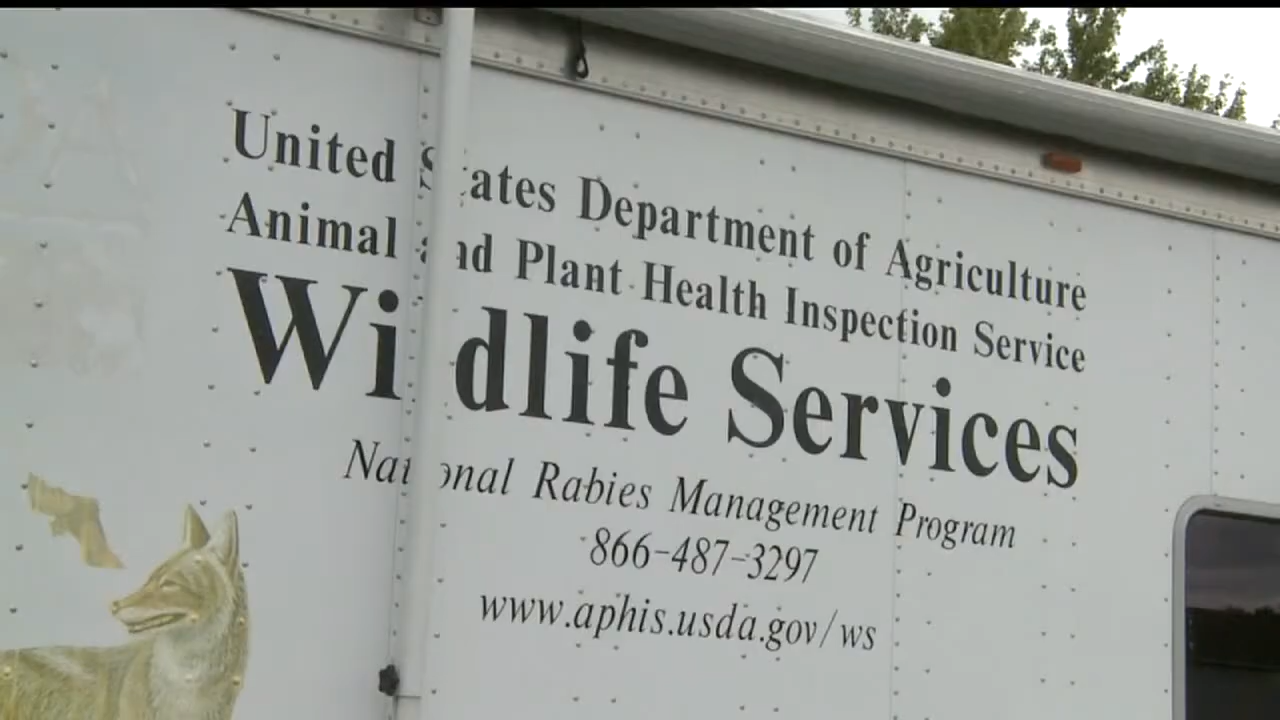 United States Department of Agriculture
Animal and Plant Health Inspection Service
Wildlife Services
National Rabies Management Program
866-487-3297
www.aphis.usda.gov/ws